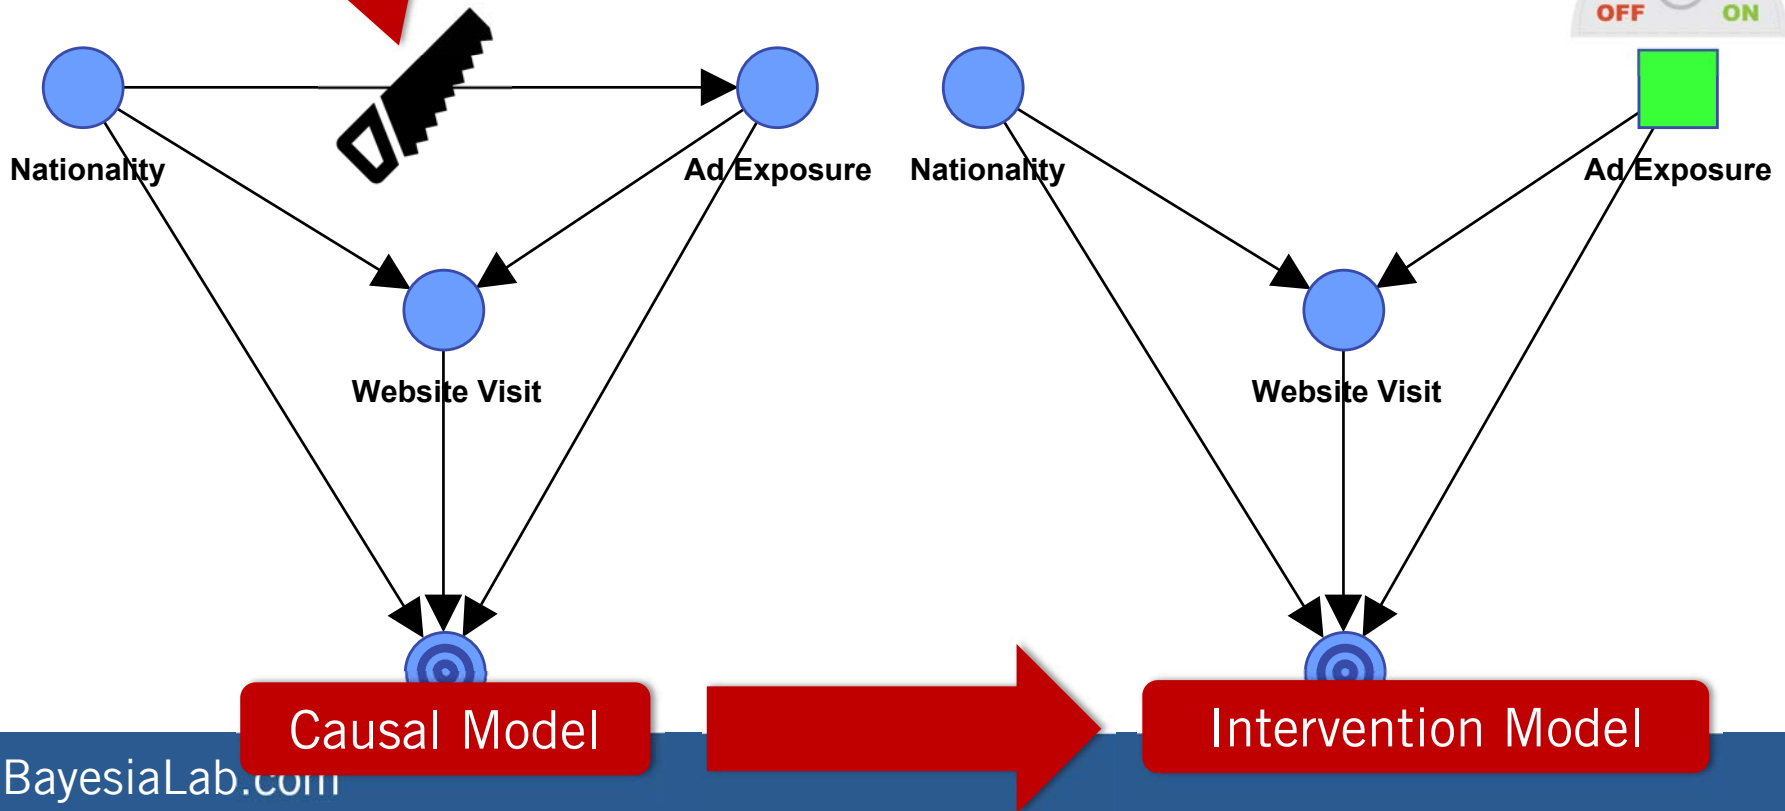 OFF ON
Nationality Ad Exposure Nationality Ad Exposure
Website Visit Website Visit
Causal Model Intervention Model
BayesiaLab.com